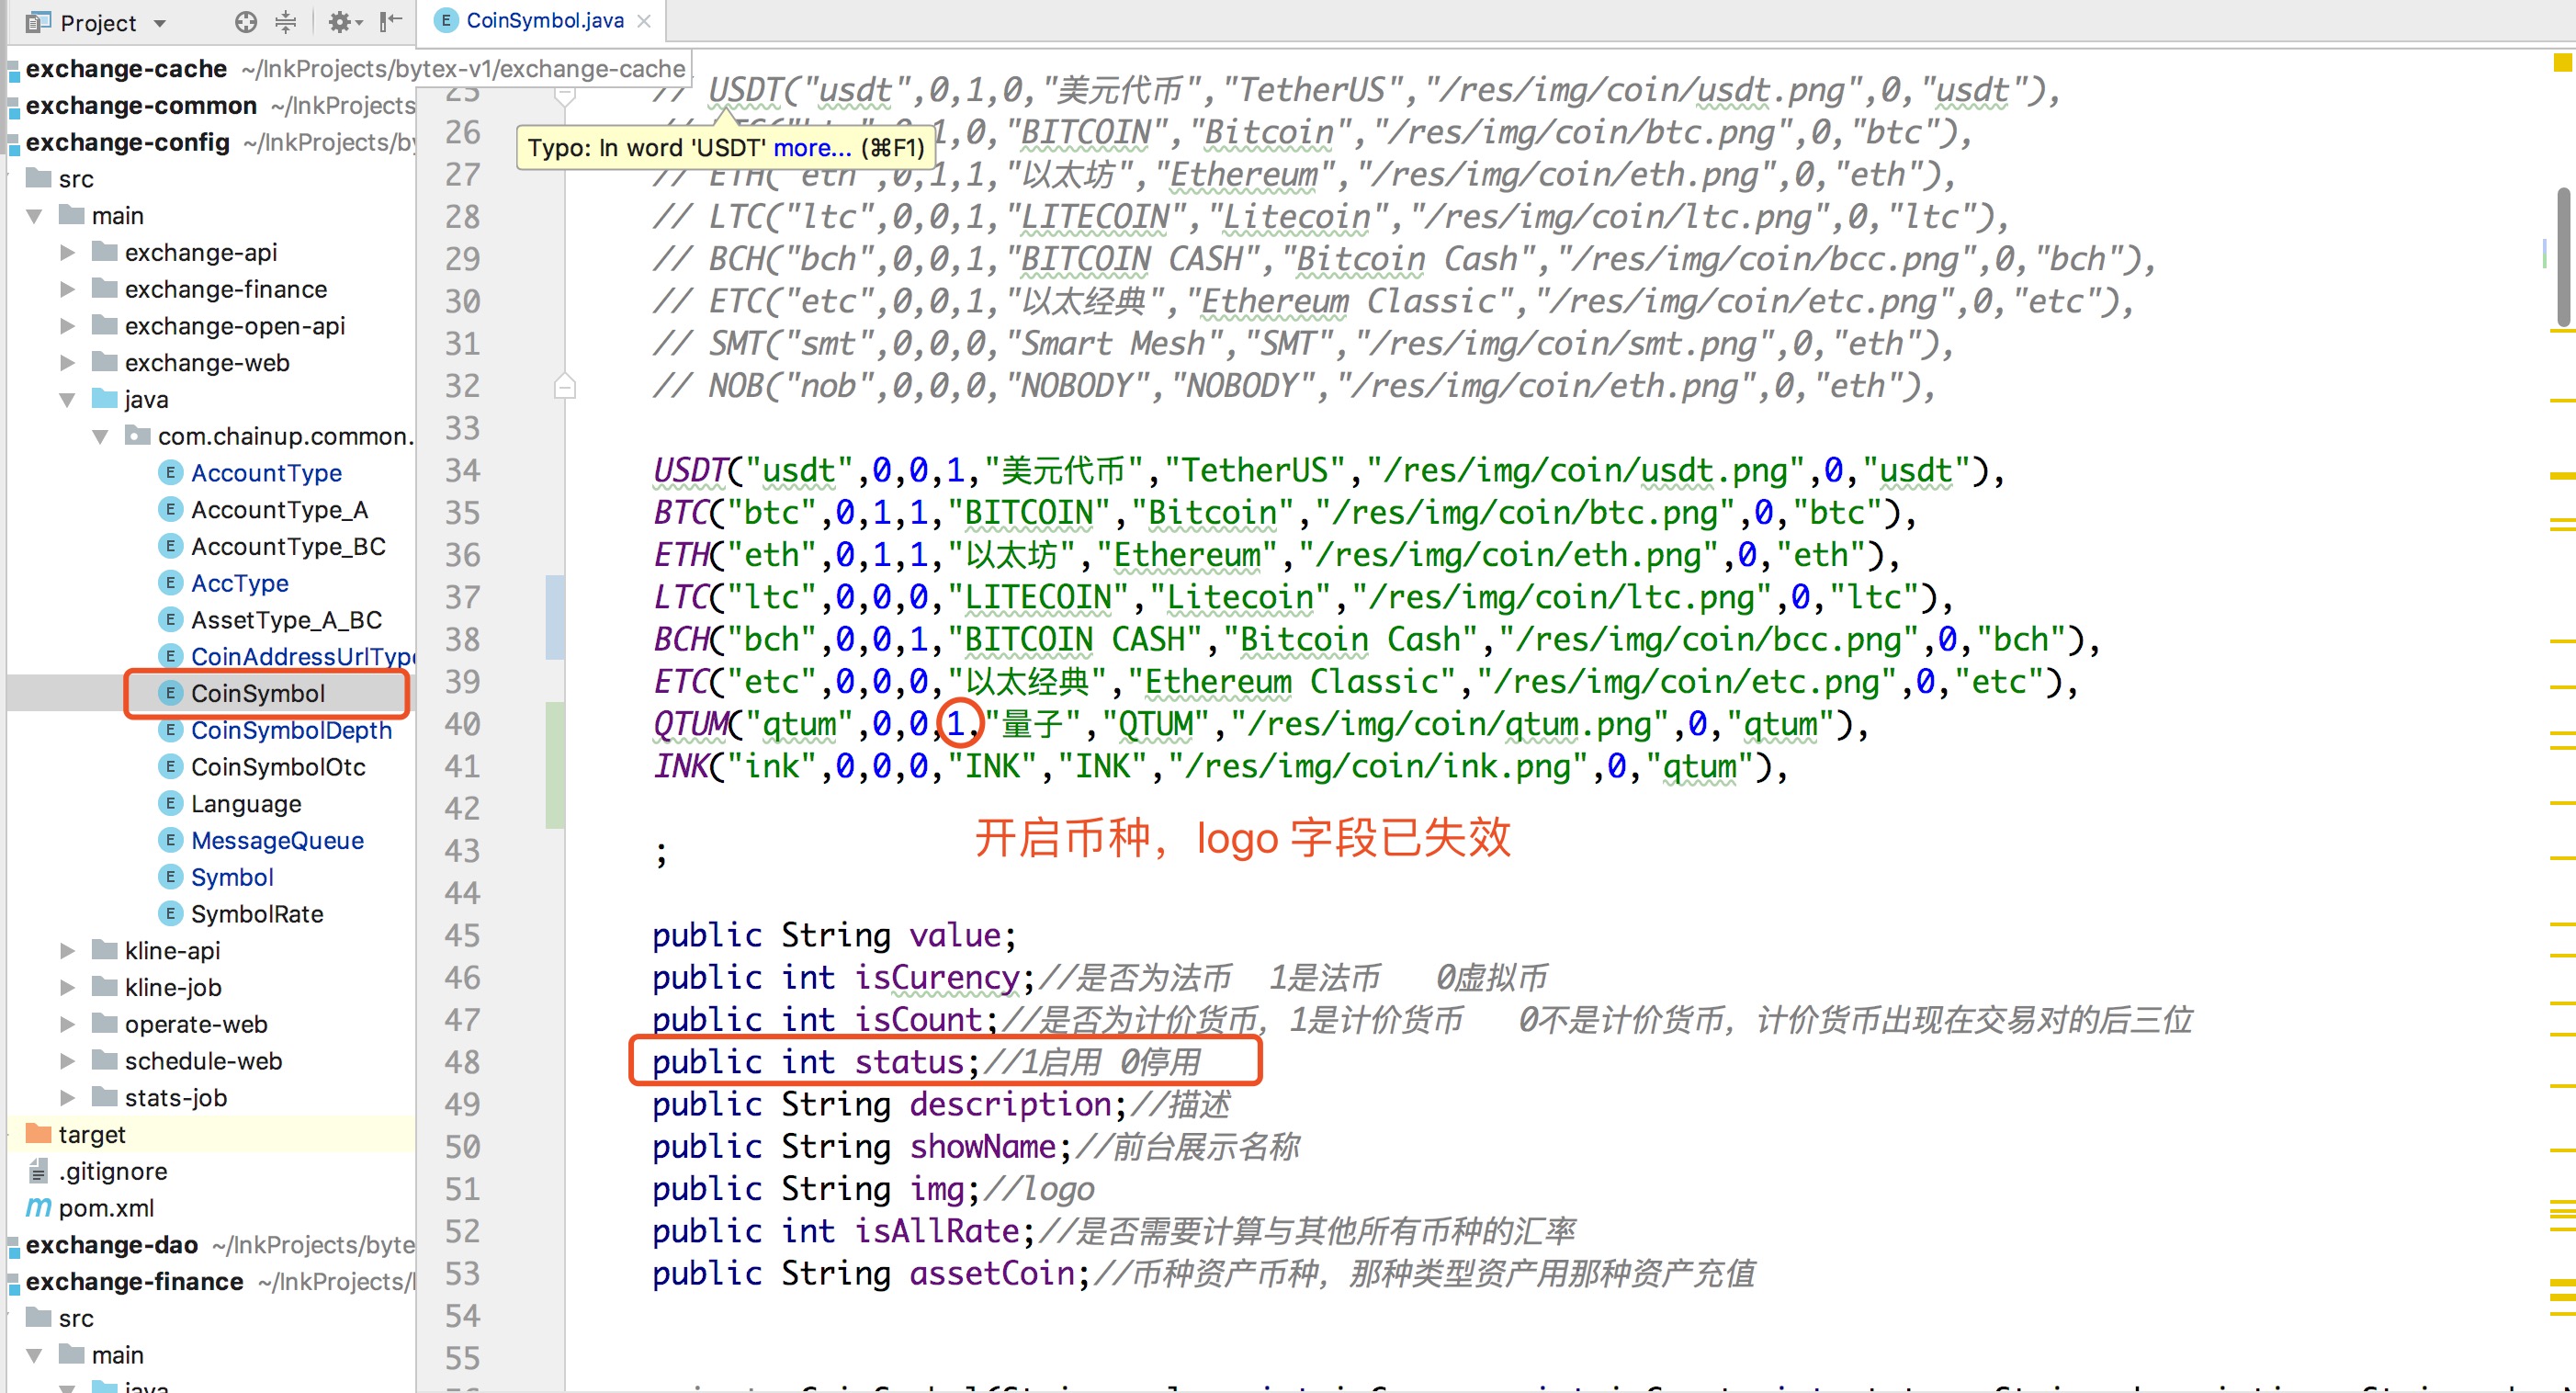 Project
CoinSymbol.java
exchange-cache ~/InkProjects/bytex-v1/exchange-cache
exchange-common ~/InkProjects
exchange-config ~/InkProjects/by
src
main
exchange-api
exchange-finance
exchange-open-api
exchange-web
java
com.chainup.common.
AccountType
AccountType_A
AccountType_BC
AccType
AssetType_A_BC
CoinAddressUrlType
CoinSymbol
CoinSymbolDepth
CoinSymbolOtc
Language
MessageQueue
Symbol
SymbolRate
kline-api
kline-job
operate-web
schedule-web
stats-job
target
.gitignore
pom.xml
exchange-dao ~/InkProjects/byte
exchange-finance ~/InkProjects/
src
main
java
25 // USDT("usdt",0,1,0,"美元代币","TetherUS","/res/img/coin/usdt.png",0,"usdt"),
Typo: In word 'USDT' more... (⌘F1)
26 1,0,"BITCOIN","Bitcoin","/res/img/coin/btc.png",0,"btc"),
27 // ETH("eth",0,1,1,"以太坊","Ethereum","/res/img/coin/eth.png",0,"eth"),
28 // LTC("ltc",0,0,1,"LITECOIN","Litecoin","/res/img/coin/ltc.png",0,"ltc"),
29 // BCH("bch",0,0,1,"BITCOIN CASH","Bitcoin Cash","/res/img/coin/bcc.png",0,"bch"),
30 // ETC("etc",0,0,1,"以太经典","Ethereum Classic","/res/img/coin/etc.png",0,"etc"),
31 // SMT("smt",0,0,0,"Smart Mesh","SMT","/res/img/coin/smt.png",0,"eth"),
32 // NOB("nob",0,0,0,"NOBODY","NOBODY","/res/img/coin/eth.png",0,"eth"),
33
34 USDT("usdt",0,0,1,"美元代币","TetherUS","/res/img/coin/usdt.png",0,"usdt"),
35 BTC("btc",0,1,1,"BITCOIN","Bitcoin","/res/img/coin/btc.png",0,"btc"),
36 ETH("eth",0,1,1,"以太坊","Ethereum","/res/img/coin/eth.png",0,"eth"),
37 LTC("ltc",0,0,0,"LITECOIN","Litecoin","/res/img/coin/ltc.png",0,"ltc"),
38 BCH("bch",0,0,1,"BITCOIN CASH","Bitcoin Cash","/res/img/coin/bcc.png",0,"bch"),
39 ETC("etc",0,0,0,"以太经典","Ethereum Classic","/res/img/coin/etc.png",0,"etc"),
40 QTUM("qtum",0,0,1,"量子","QTUM","/res/img/coin/qtum.png",0,"qtum"),
41 INK("ink",0,0,0,"INK","INK","/res/img/coin/ink.png",0,"qtum"),
42
开启币种，logo 字段已失效
43 ;
44
45 public String value;
46 public int isCurency;//是否为法币 1是法币 0虚拟币
47 public int isCount;//是否为计价货币，1是计价货币 0不是计价货币，计价货币出现在交易对的后三位
48 public int status;//1启用 0停用
49 public String description;//描述
50 public String showName;//前台展示名称
51 public String img;//logo
52 public int isAllRate;//是否需要计算与其他所有币种的汇率
53 public String assetCoin;//币种资产币种，那种类型资产用那种资产充值
54
55